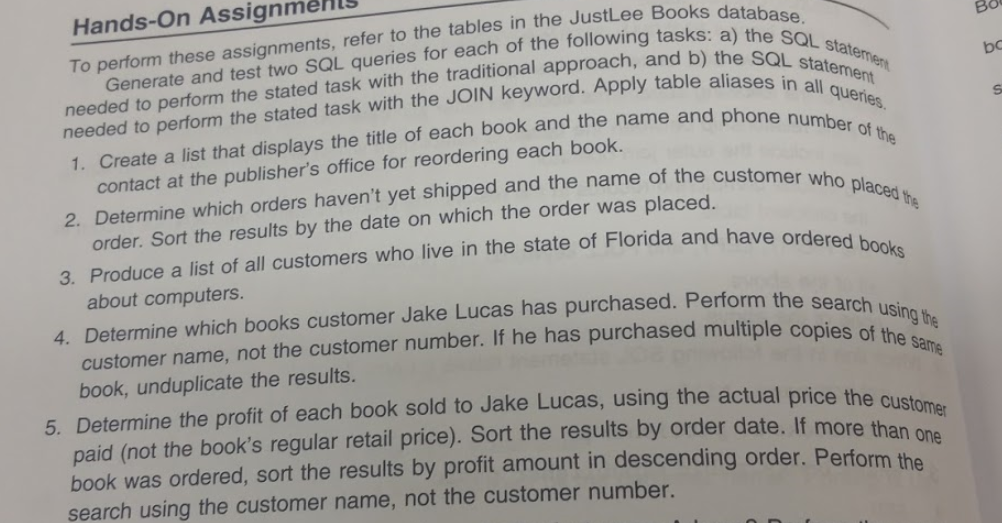 Hands-On Assignments
To perform these assignments, refer to the tables in the JustLee Books database.
Generate and test two SQL queries for each of the following tasks: a) the SQL statement
needed to perform the stated task with the traditional approach, and b) the SQL statement
needed to perform the stated task with the JOIN keyword. Apply table aliases in all queries.
1. Create a list that displays the title of each book and the name and phone number of the
contact at the publisher's office for reordering each book.
2. Determine which orders haven't yet shipped and the name of the customer who placed the
order. Sort the results by the date on which the order was placed.
3. Produce a list of all customers who live in the state of Florida and have ordered books
about computers.
4. Determine which books customer Jake Lucas has purchased. Perform the search using the
customer name, not the customer number. If he has purchased multiple copies of the same
book, unduplicate the results.
5. Determine the profit of each book sold to Jake Lucas, using the actual price the customer
paid (not the book's regular retail price). Sort the results by order date. If more than one
book was ordered, sort the results by profit amount in descending order. Perform the
search using the customer name, not the customer number.